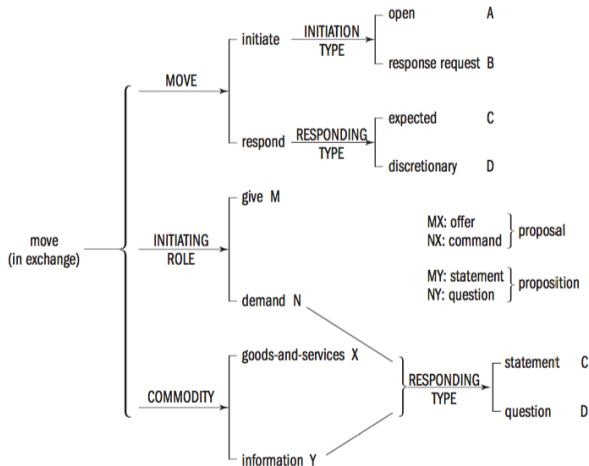 open A
initiate INITIATION TYPE
response request B
MOVE
expected C
respond RESPONDING TYPE
discretionary D
give M
MX: offer
NX: command
proposal
move
(in exchange)
INITIATING
ROLE
MY: statement
NY: question
proposition
demand N
goods-and-services X
statement C
RESPONDING
TYPE
COMMODITY
question D
information Y